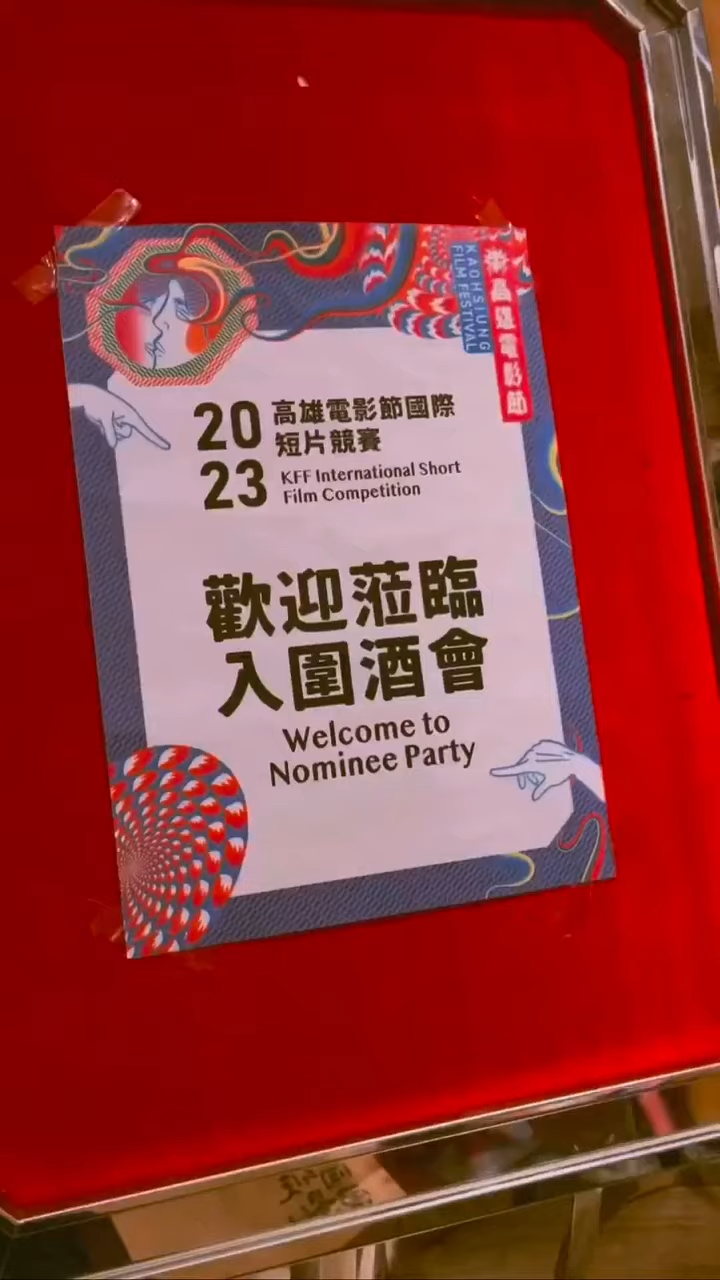 高雄電影節
KAOHSIUNG
FILM FESTIVAL
2023
高雄電影節國際
短片競賽
KFF International Short
Film Competition
歡迎蒞臨
入圍酒會
Welcome to
Nominee Party